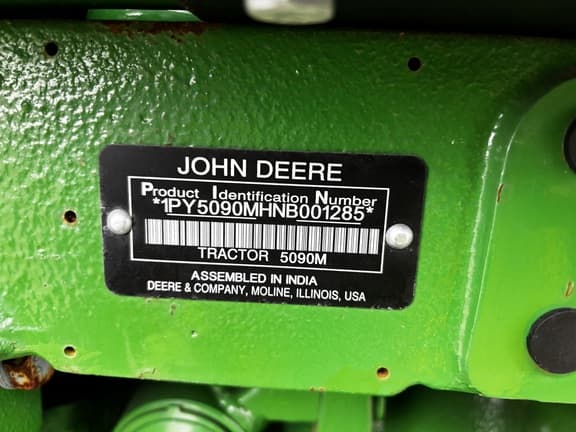 JOHN DEERE
Product Identification Number
*1PY5090MHNB001285*
TRACTOR 5090M
ASSEMBLED IN INDIA
DEERE & COMPANY, MOLINE, ILLINOIS, USA